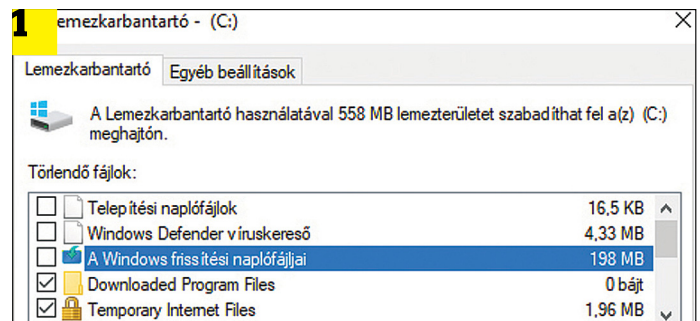 1
emezkarbantartó - (C:)
Lemezkarbantartó
Egyéb beállítások
A Lemezkarbantartó használatával 558 MB lemezterületet szabadíthat fel a(z) (C:)
meghajtón.
Törlendő fájlok:
Telepítési naplófájlok 16,5 KB
Windows Defender víruskereső 4,33 MB
A Windows frissítési naplófájljai 198 MB
Downloaded Program Files 0 bájt
Temporary Internet Files 1,96 MB